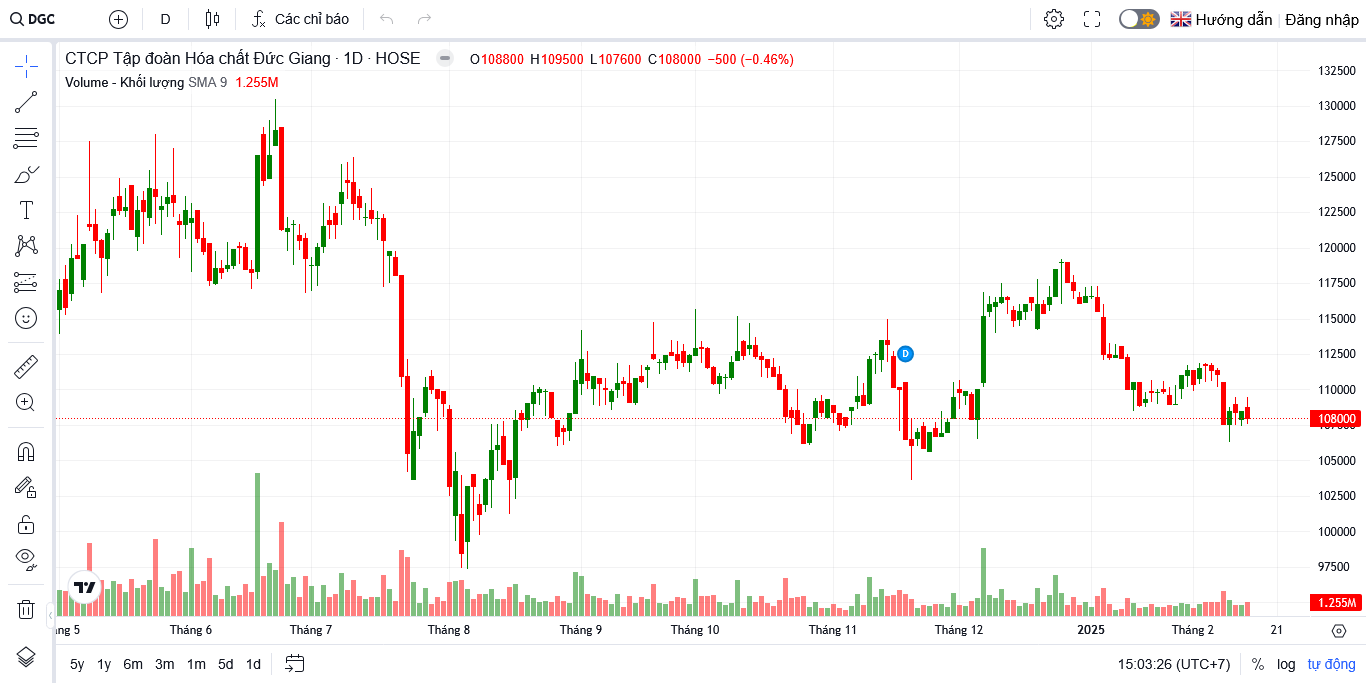 DGC D Các chỉ báo Hướng dẫn Đăng nhập
CTCP Tập đoàn Hóa chất Đức Giang · 1D · HOSE O108800 H109500 L107600 C108000 −500 (−0.46%)
Volume - Khối lượng SMA 9 1.255M
132500
130000
127500
125000
122500
120000
117500
115000
112500
D
110000
108000
105000
102500
100000
97500
1.255M
ng 5 Tháng 6 Tháng 7 Tháng 8 Tháng 9 Tháng 10 Tháng 11 Tháng 12 2025 Tháng 2 21
5y 1y 6m 3m 1m 5d 1d 15:03:26 (UTC+7) % log tự động